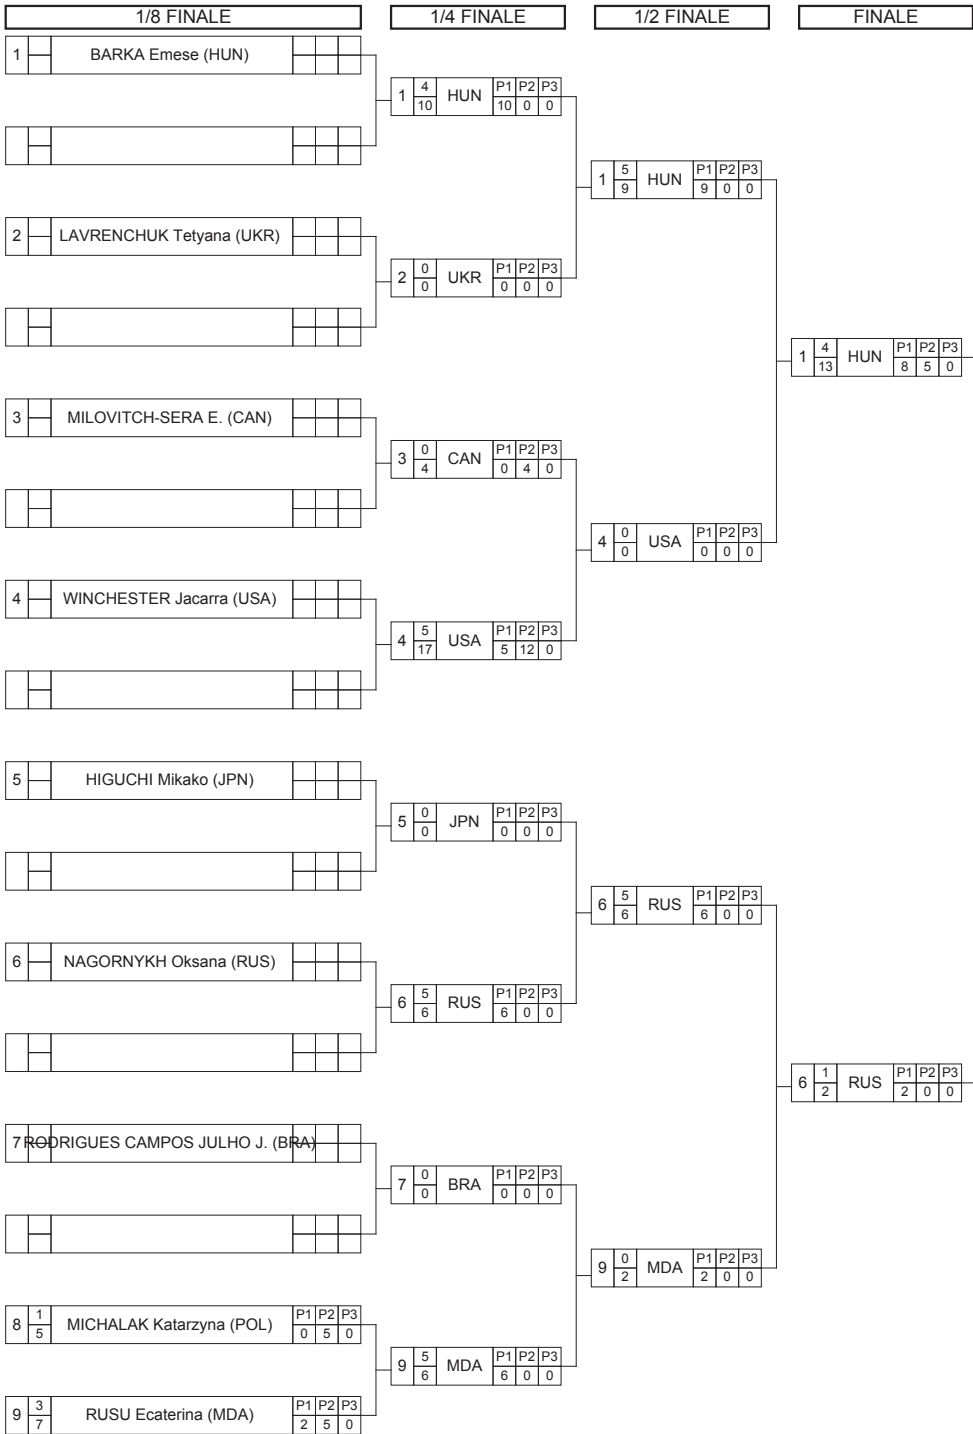 1/8 FINALE 1/4 FINALE 1/2 FINALE FINALE
1 BARKA Emese (HUN)
1 4 10 HUN P1 P2 P3 10 0 0
1 5 9 HUN P1 P2 P3 9 0 0
2 LAVRENCHUK Tetyana (UKR)
2 0 0 UKR P1 P2 P3 0 0 0
1 4 13 HUN P1 P2 P3 8 5 0
3 MILOVITCH-SERA E. (CAN)
3 0 4 CAN P1 P2 P3 0 4 0
4 0 0 USA P1 P2 P3 0 0 0
4 WINCHESTER Jacarra (USA)
4 5 17 USA P1 P2 P3 5 12 0
5 HIGUCHI Mikako (JPN)
5 0 0 JPN P1 P2 P3 0 0 0
6 5 6 RUS P1 P2 P3 6 0 0
6 NAGORNYKH Oksana (RUS)
6 5 6 RUS P1 P2 P3 6 0 0
6 1 2 RUS P1 P2 P3 2 0 0
7 RODRIGUES CAMPOS JULHO J. (BRA)
7 0 0 BRA P1 P2 P3 0 0 0
9 0 2 MDA P1 P2 P3 2 0 0
8 1 5 MICHALAK Katarzyna (POL) P1 P2 P3 0 5 0
9 5 6 MDA P1 P2 P3 6 0 0
9 3 7 RUSU Ecaterina (MDA) P1 P2 P3 2 5 0